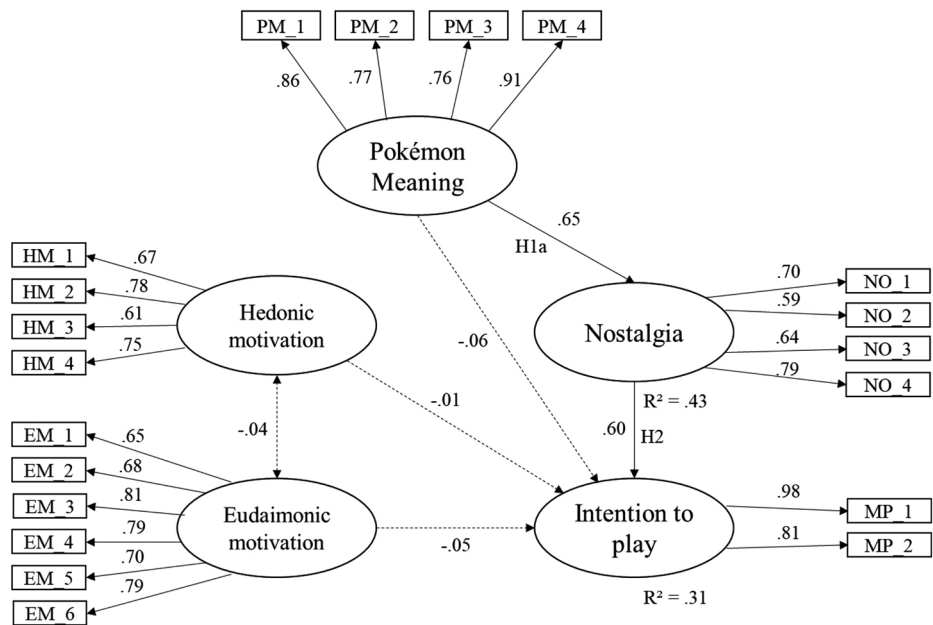 PM_1
PM_2
PM_3
PM_4
.86
.77
.76
.91
Pokémon
Meaning
.65
H1a
HM_1
HM_2
HM_3
HM_4
.67
.78
.61
.75
Hedonic
motivation
-.06
Nostalgia
.70
.59
.64
.79
NO_1
NO_2
NO_3
NO_4
R² = .43
-.01
-.04
.60
H2
EM_1
EM_2
EM_3
EM_4
EM_5
EM_6
.65
.68
.81
.79
.70
.79
Eudaimonic
motivation
-.05
Intention to
play
.98
.81
MP_1
MP_2
R² = .31